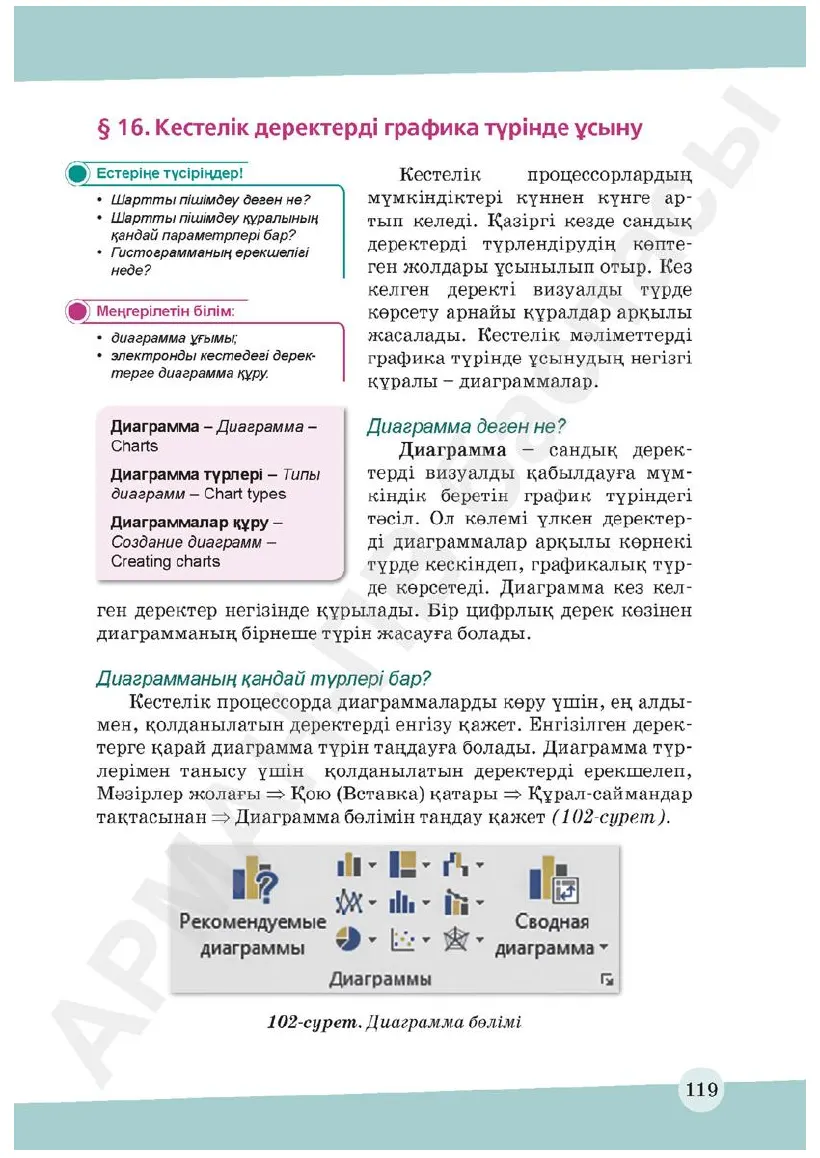 § 16. Кестелік деректерді графика түрінде ұсыну
Естеріңе түсіріңдер!
• Шартты пішімдеу деген не?
• Шартты пішімдеу құралының
қандай параметрлері бар?
• Гистограмманың ерекшелігі
неде?
Меңгерілетін білім:
• диаграмма ұғымы;
• электронды кестедегі дерек-
терге диаграмма құру.
Диаграмма – Диаграмма –
Charts
Диаграмма түрлері – Типы
диаграмм – Chart types
Диаграммалар құру –
Создание диаграмм –
Creating charts
Кестелік процессорлардың
мүмкіндіктері күннен күнге ар-
тып келеді. Қазіргі кезде сандық
деректерді түрлендірудің көпте-
ген жолдары ұсынылып отыр. Кез
келген деректі визуалды түрде
көрсету арнайы құралдар арқылы
жасалады. Кестелік мәліметтерді
графика түрінде ұсынудың негізгі
құралы – диаграммалар.
Диаграмма деген не?
Диаграмма – сандық дерек-
терді визуалды қабылдауға мүм-
кіндік беретін график түріндегі
тәсіл. Ол көлемі үлкен деректер-
ді диаграммалар арқылы көрнекі
түрде кескіндеп, графикалық түр-
де көрсетеді. Диаграмма кез кел-
ген деректер негізінде құрылады. Бір цифрлық дерек көзінен
диаграмманың бірнеше түрін жасауға болады.
Диаграмманың қандай түрлері бар?
Кестелік процессорда диаграммаларды көру үшін, ең алды-
мен, қолданылатын деректерді енгізу қажет. Енгізілген дерек-
терге қарай диаграмма түрін таңдауға болады. Диаграмма түр-
лерімен танысу үшін қолданылатын деректерді ерекшелеп,
Мәзірлер жолағы ⇒ Қою (Вставка) қатары ⇒ Құрал-саймандар
тақтасынан ⇒ Диаграмма бөлімін таңдау қажет (102-сурет).
Рекомендуемые
диаграммы
Сводная
диаграмма
Диаграммы
102-сурет. Диаграмма бөлімі
119
АРМАН-ПВ баспасы